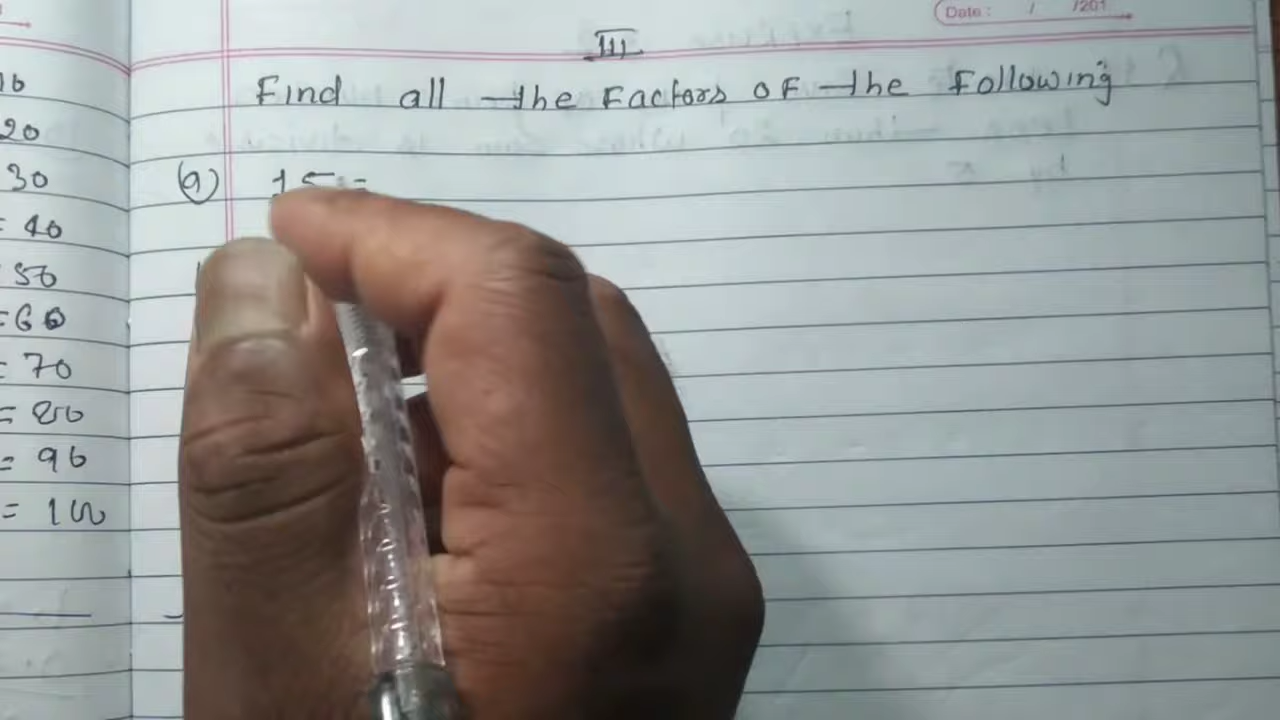 Date : / /201
III
Find all the Factors of the Following
(a) 15 =
16
20
30
= 40
50
= 60
= 70
= 80
= 90
= 100